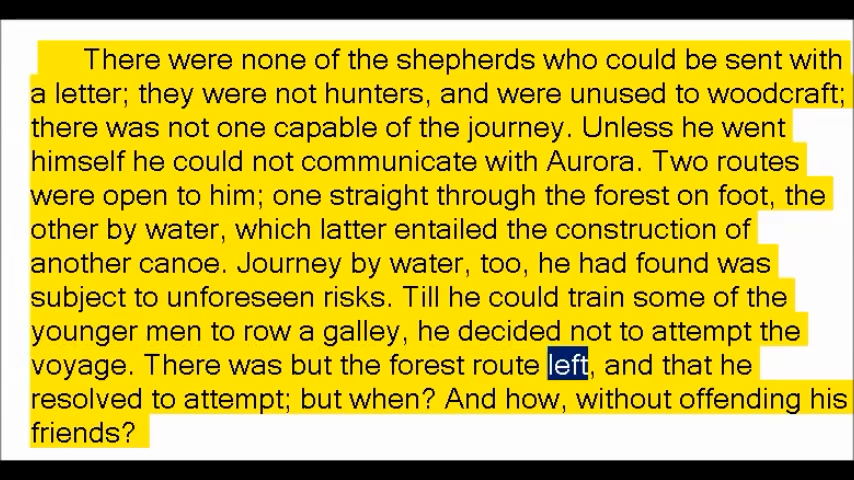 There were none of the shepherds who could be sent with
a letter; they were not hunters, and were unused to woodcraft;
there was not one capable of the journey. Unless he went
himself he could not communicate with Aurora. Two routes
were open to him; one straight through the forest on foot, the
other by water, which latter entailed the construction of
another canoe. Journey by water, too, he had found was
subject to unforeseen risks. Till he could train some of the
younger men to row a galley, he decided not to attempt the
voyage. There was but the forest route left, and that he
resolved to attempt; but when? And how, without offending his
friends?